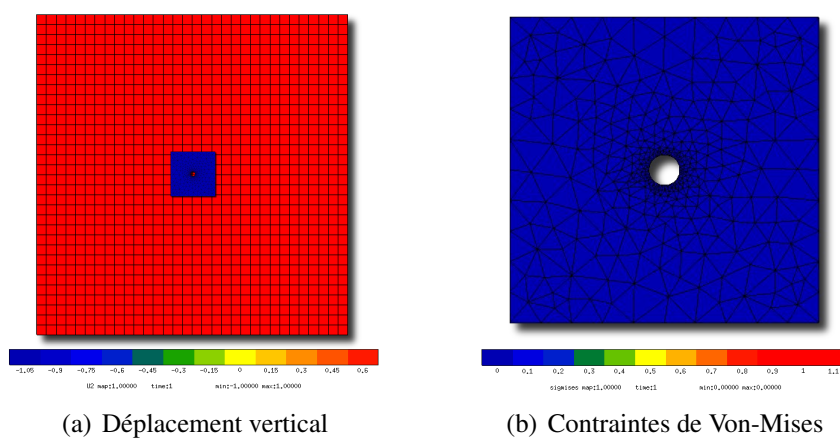 -1.05 -0.9 -0.75 -0.6 -0.45 -0.3 -0.15 0 0.15 0.3 0.45 0.6
U2 map:1.00000 time:1 min:-1.00000 max:1.00000
(a) Déplacement vertical
0 0.1 0.2 0.3 0.4 0.5 0.6 0.7 0.8 0.9 1 1.1
sigmises map:1.00000 time:1 min:0.00000 max:0.00000
(b) Contraintes de Von-Mises